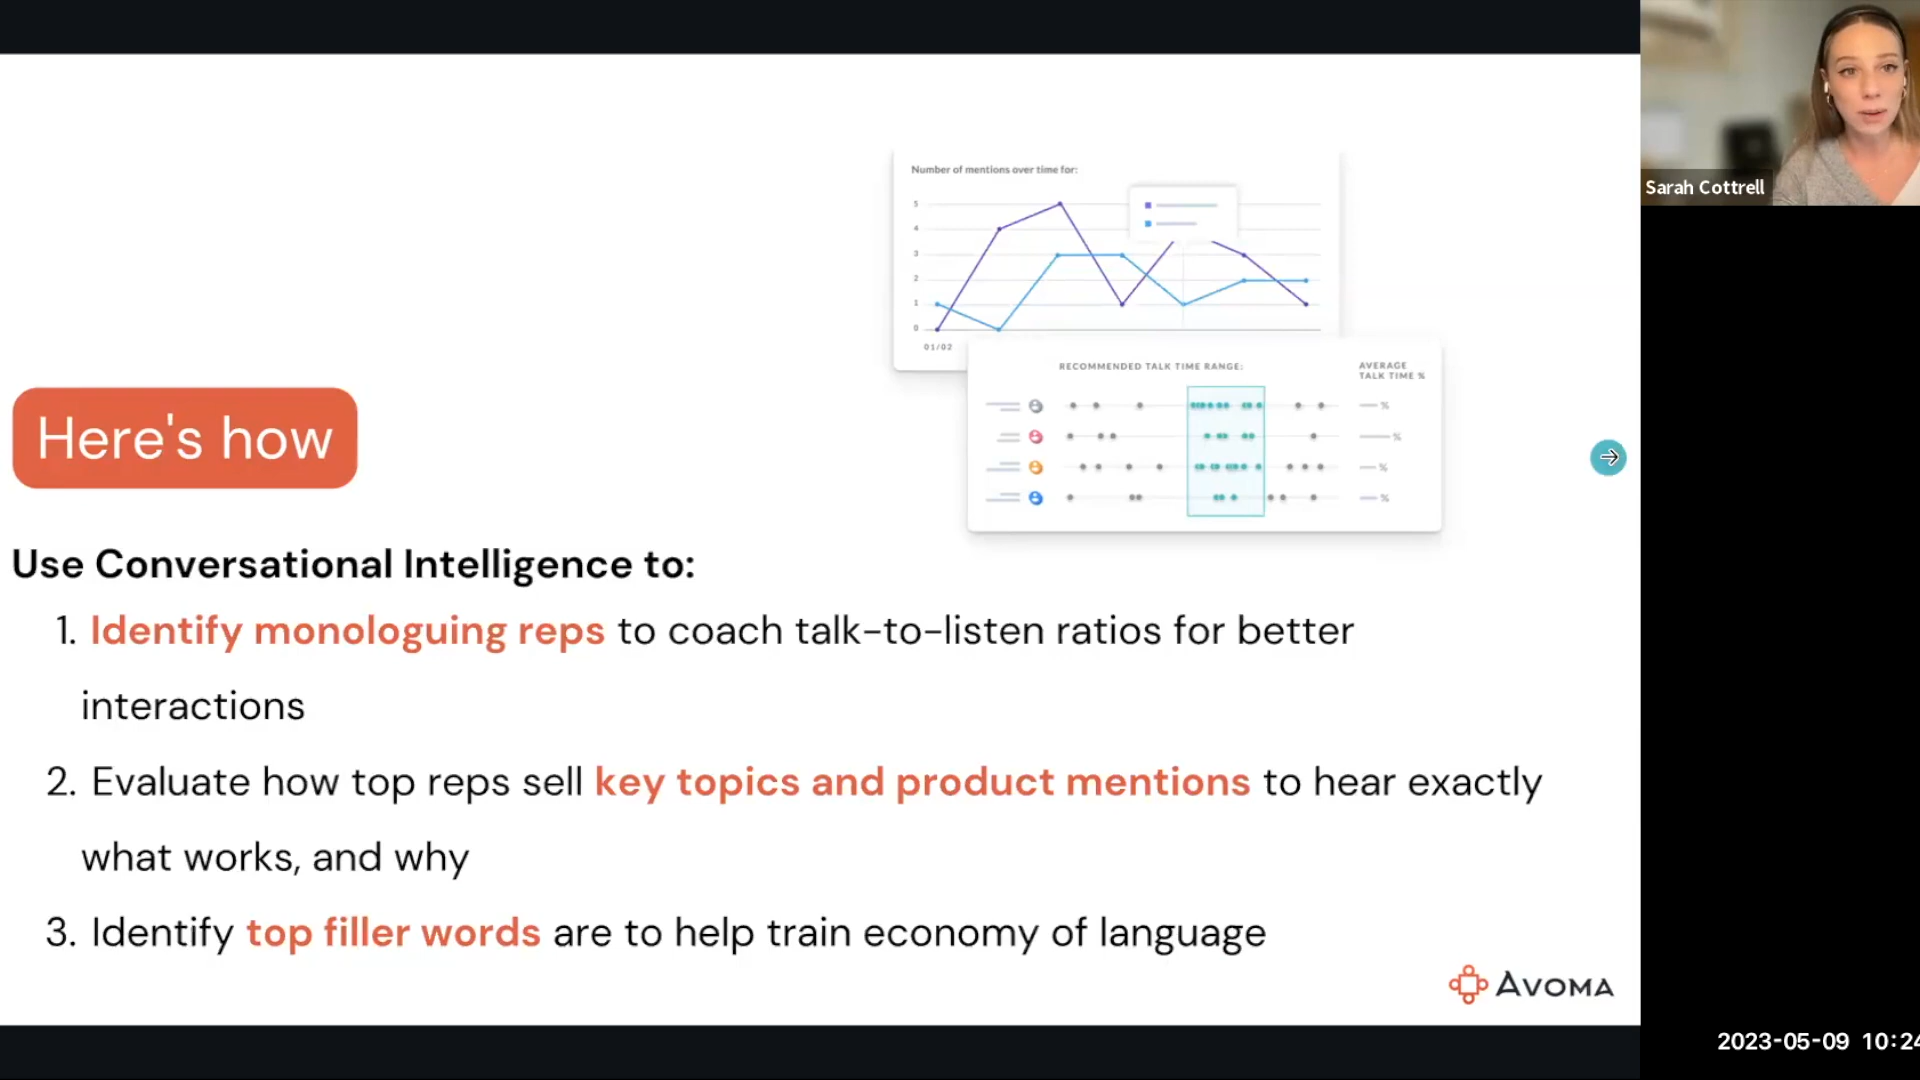 Sarah Cottrell
Number of mentions over time for:
5
4
3
2
1
0
01/02
RECOMMENDED TALK TIME RANGE:
AVERAGE
TALK TIME %
%
%
%
%
Here's how
Use Conversational Intelligence to:
1. Identify monologuing reps to coach talk-to-listen ratios for better
interactions
2. Evaluate how top reps sell key topics and product mentions to hear exactly
what works, and why
3. Identify top filler words are to help train economy of language
AVOMA
2023-05-09 10:24